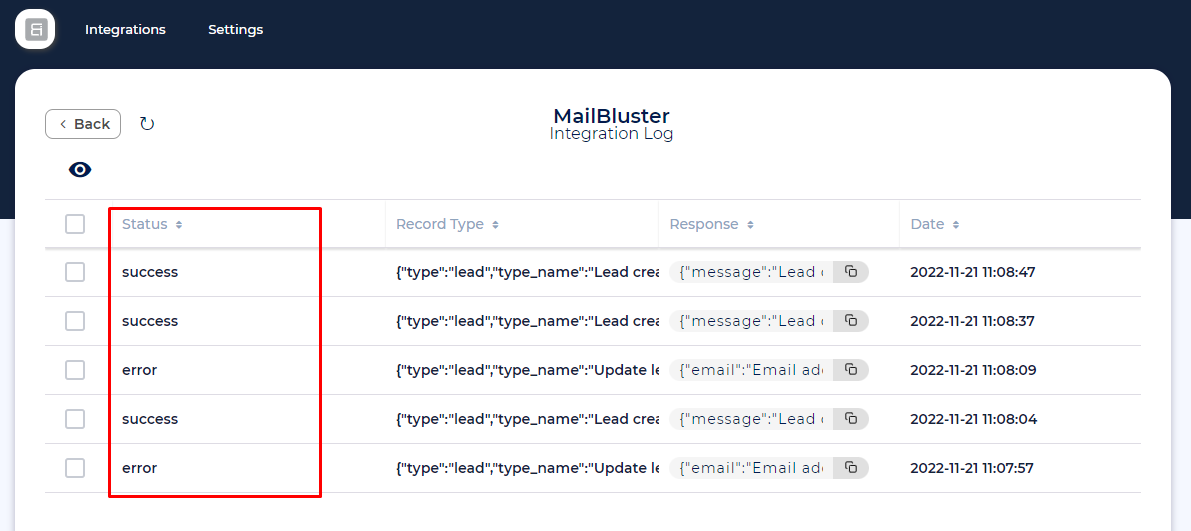 Integrations Settings
Back
MailBluster
Integration Log
Status Record Type Response Date
success {"type":"lead","type_name":"Lead crea {"message":"Lead c 2022-11-21 11:08:47
success {"type":"lead","type_name":"Lead crea {"message":"Lead c 2022-11-21 11:08:37
error {"type":"lead","type_name":"Update le {"email":"Email ad 2022-11-21 11:08:09
success {"type":"lead","type_name":"Lead crea {"message":"Lead c 2022-11-21 11:08:04
error {"type":"lead","type_name":"Update le {"email":"Email ad 2022-11-21 11:07:57